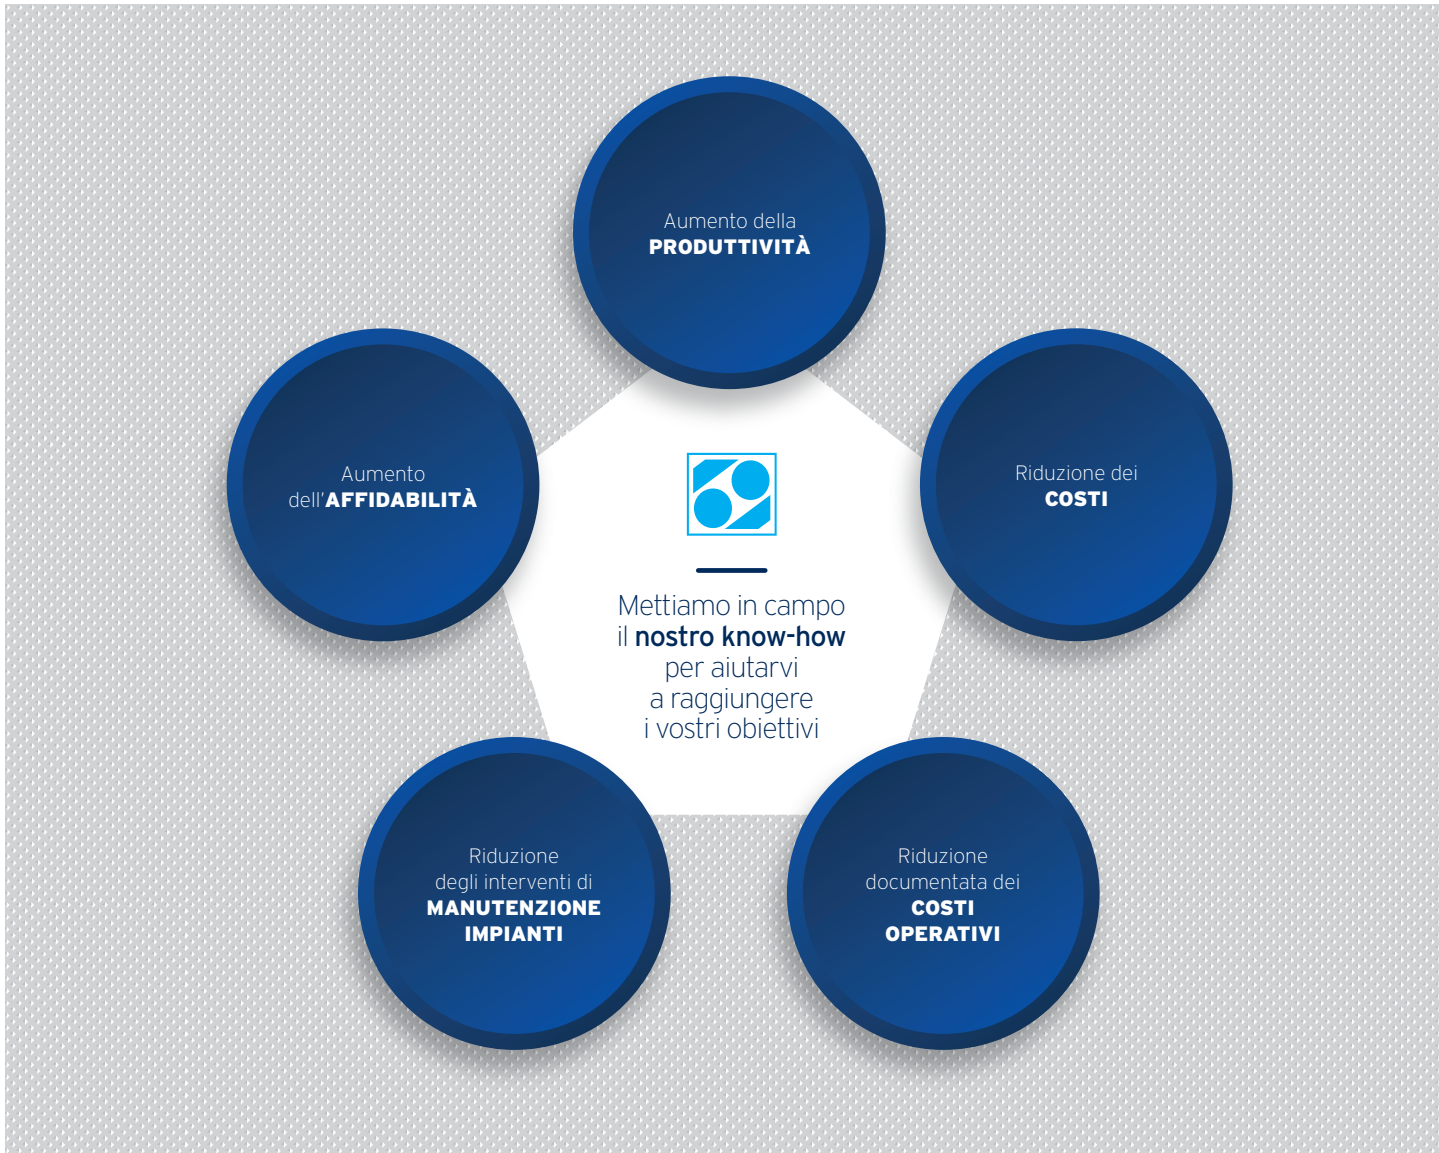 Aumento della
PRODUTTIVITÀ
Aumento
dell'AFFIDABILITÀ
Riduzione dei
COSTI
Mettiamo in campo
il nostro know-how
per aiutarvi
a raggiungere
i vostri obiettivi
Riduzione
degli interventi di
MANUTENZIONE
IMPIANTI
Riduzione
documentata dei
COSTI
OPERATIVI